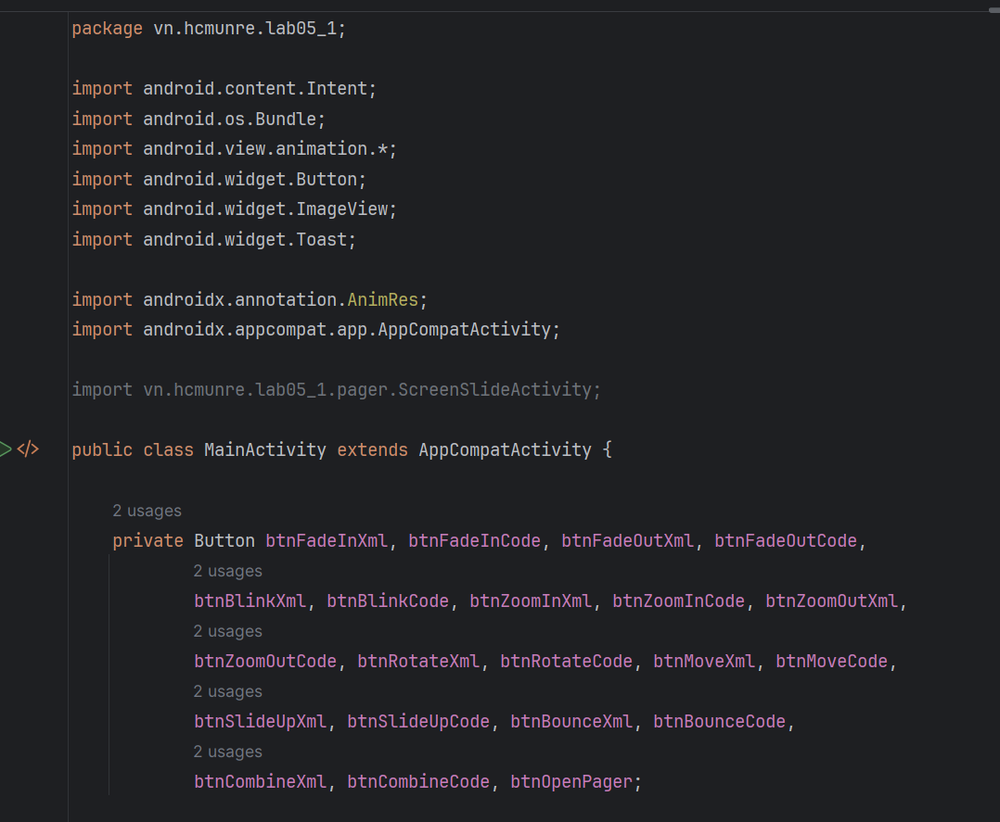 package vn.hcmunre.lab05_1;
import android.content.Intent;
import android.os.Bundle;
import android.view.animation.*;
import android.widget.Button;
import android.widget.ImageView;
import android.widget.Toast;
import androidx.annotation.AnimRes;
import androidx.appcompat.app.AppCompatActivity;
import vn.hcmunre.lab05_1.pager.ScreenSlideActivity;
public class MainActivity extends AppCompatActivity {
2 usages
private Button btnFadeInXml, btnFadeInCode, btnFadeOutXml, btnFadeOutCode,
2 usages
btnBlinkXml, btnBlinkCode, btnZoomInXml, btnZoomInCode, btnZoomOutXml,
2 usages
btnZoomOutCode, btnRotateXml, btnRotateCode, btnMoveXml, btnMoveCode,
2 usages
btnSlideUpXml, btnSlideUpCode, btnBounceXml, btnBounceCode,
2 usages
btnCombineXml, btnCombineCode, btnOpenPager;